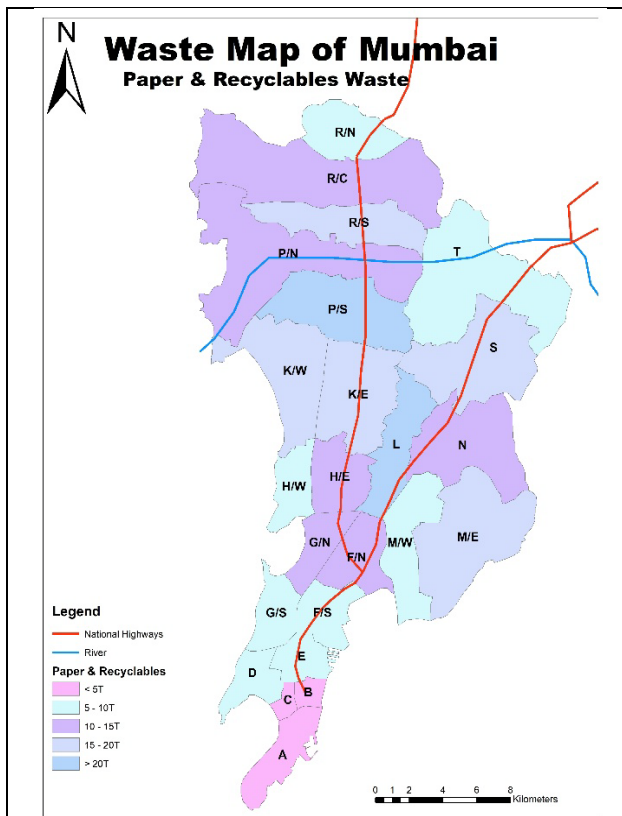 N
Waste Map of Mumbai
Paper & Recyclables Waste
R/N
R/C
R/S
T
P/N
P/S
S
K/W
K/E
L
N
H/W
H/E
M/E
G/N
F/N
M/W
G/S
F/S
E
D
B
C
A
Legend
National Highways
River
Paper & Recyclables
< 5T
5 - 10T
10 - 15T
15 - 20T
> 20T
0 1 2 4 6 8
Kilometers